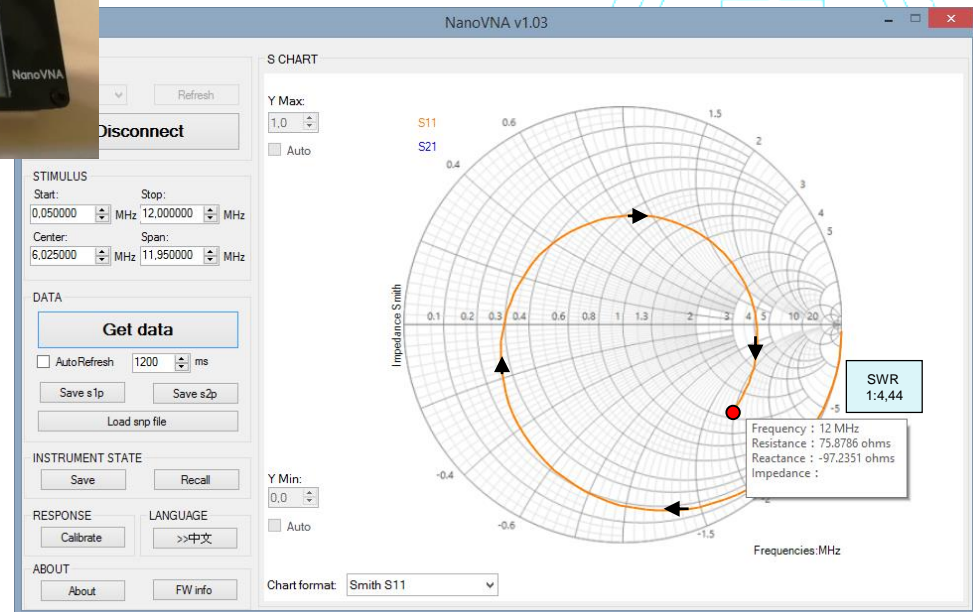 NanoVNA v1.03
NanoVNA
Refresh
Disconnect
STIMULUS
Start: Stop:
0,050000 MHz 12,000000 MHz
Center: Span:
6,025000 MHz 11,950000 MHz
DATA
Get data
AutoRefresh 1200 ms
Save s1p Save s2p
Load snp file
INSTRUMENT STATE
Save Recall
RESPONSE LANGUAGE
Calibrate >>中文
ABOUT
About FW info
S CHART
Y Max:
1,0
Auto
S11
S21
Y Min:
0,0
Auto
Impedance Smith
0.4
0.6
1.5
2
3
4
5
0.1 0.2 0.3 0.4 0.6 0.8 1 1.3 2 3 4 5 10 20
-0.4
-0.6
-1.5
-5
SWR
1:4,44
Frequency : 12 MHz
Resistance : 75.8786 ohms
Reactance : -97.2351 ohms
Impedance :
Frequencies:MHz
Chart format: Smith S11